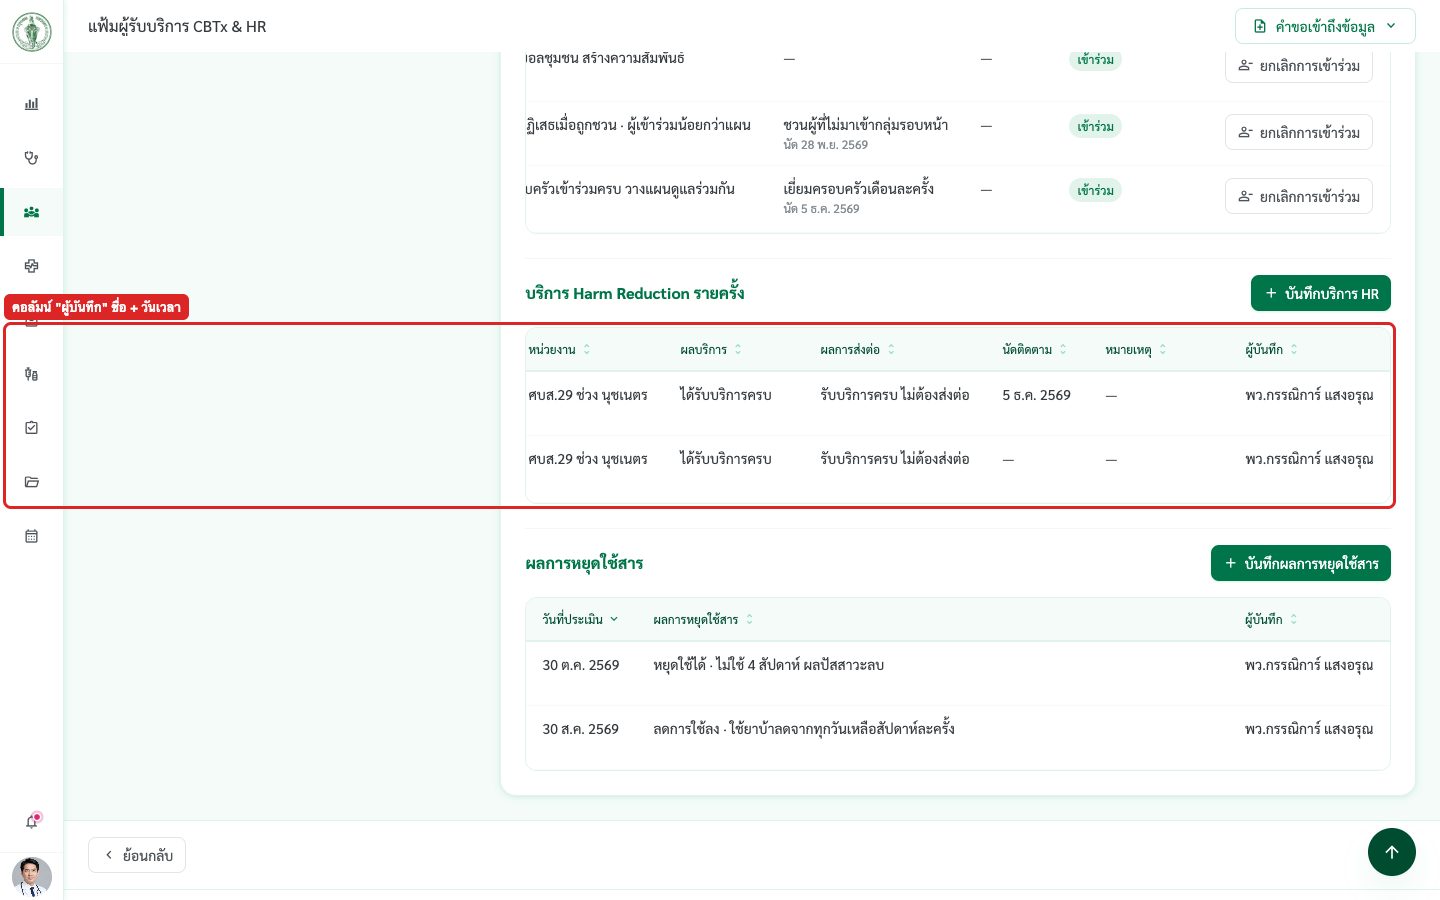 แฟ้มผู้รับบริการ CBTx & HR
คำขอเข้าถึงข้อมูล
สร้างความสัมพันธ์ — — เข้าร่วม ยกเลิกการเข้าร่วม
ฏิเสธเมื่อถูกชวน · ผู้เข้าร่วมน้อยกว่าแผน ชวนผู้ที่ไม่มาเข้ากลุ่มรอบหน้า — เข้าร่วม ยกเลิกการเข้าร่วม
นัด 28 พ.ย. 2569
บครัวเข้าร่วมครบ วางแผนดูแลร่วมกัน เยี่ยมครอบครัวเดือนละครั้ง — เข้าร่วม ยกเลิกการเข้าร่วม
นัด 5 ธ.ค. 2569
บริการ Harm Reduction รายครั้ง
+ บันทึกบริการ HR
คอลัมน์ "ผู้บันทึก" ชื่อ + วันเวลา
หน่วยงาน ผลบริการ ผลการส่งต่อ นัดติดตาม หมายเหตุ ผู้บันทึก
ศบส.29 ช่วง นุชเนตร ได้รับบริการครบ รับบริการครบ ไม่ต้องส่งต่อ 5 ธ.ค. 2569 — พว.กรรณิการ์ แสงอรุณ
ศบส.29 ช่วง นุชเนตร ได้รับบริการครบ รับบริการครบ ไม่ต้องส่งต่อ — — พว.กรรณิการ์ แสงอรุณ
ผลการหยุดใช้สาร
+ บันทึกผลการหยุดใช้สาร
วันที่ประเมิน ผลการหยุดใช้สาร ผู้บันทึก
30 ต.ค. 2569 หยุดใช้ได้ · ไม่ใช้ 4 สัปดาห์ ผลปัสสาวะลบ พว.กรรณิการ์ แสงอรุณ
30 ส.ค. 2569 ลดการใช้ลง · ใช้ยาบ้าลดจากทุกวันเหลือสัปดาห์ละครั้ง พว.กรรณิการ์ แสงอรุณ
ย้อนกลับ